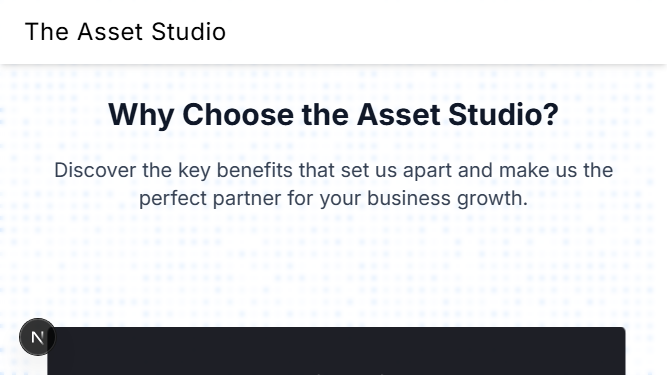 The Asset Studio
Why Choose the Asset Studio?
Discover the key benefits that set us apart and make us the
perfect partner for your business growth.
N